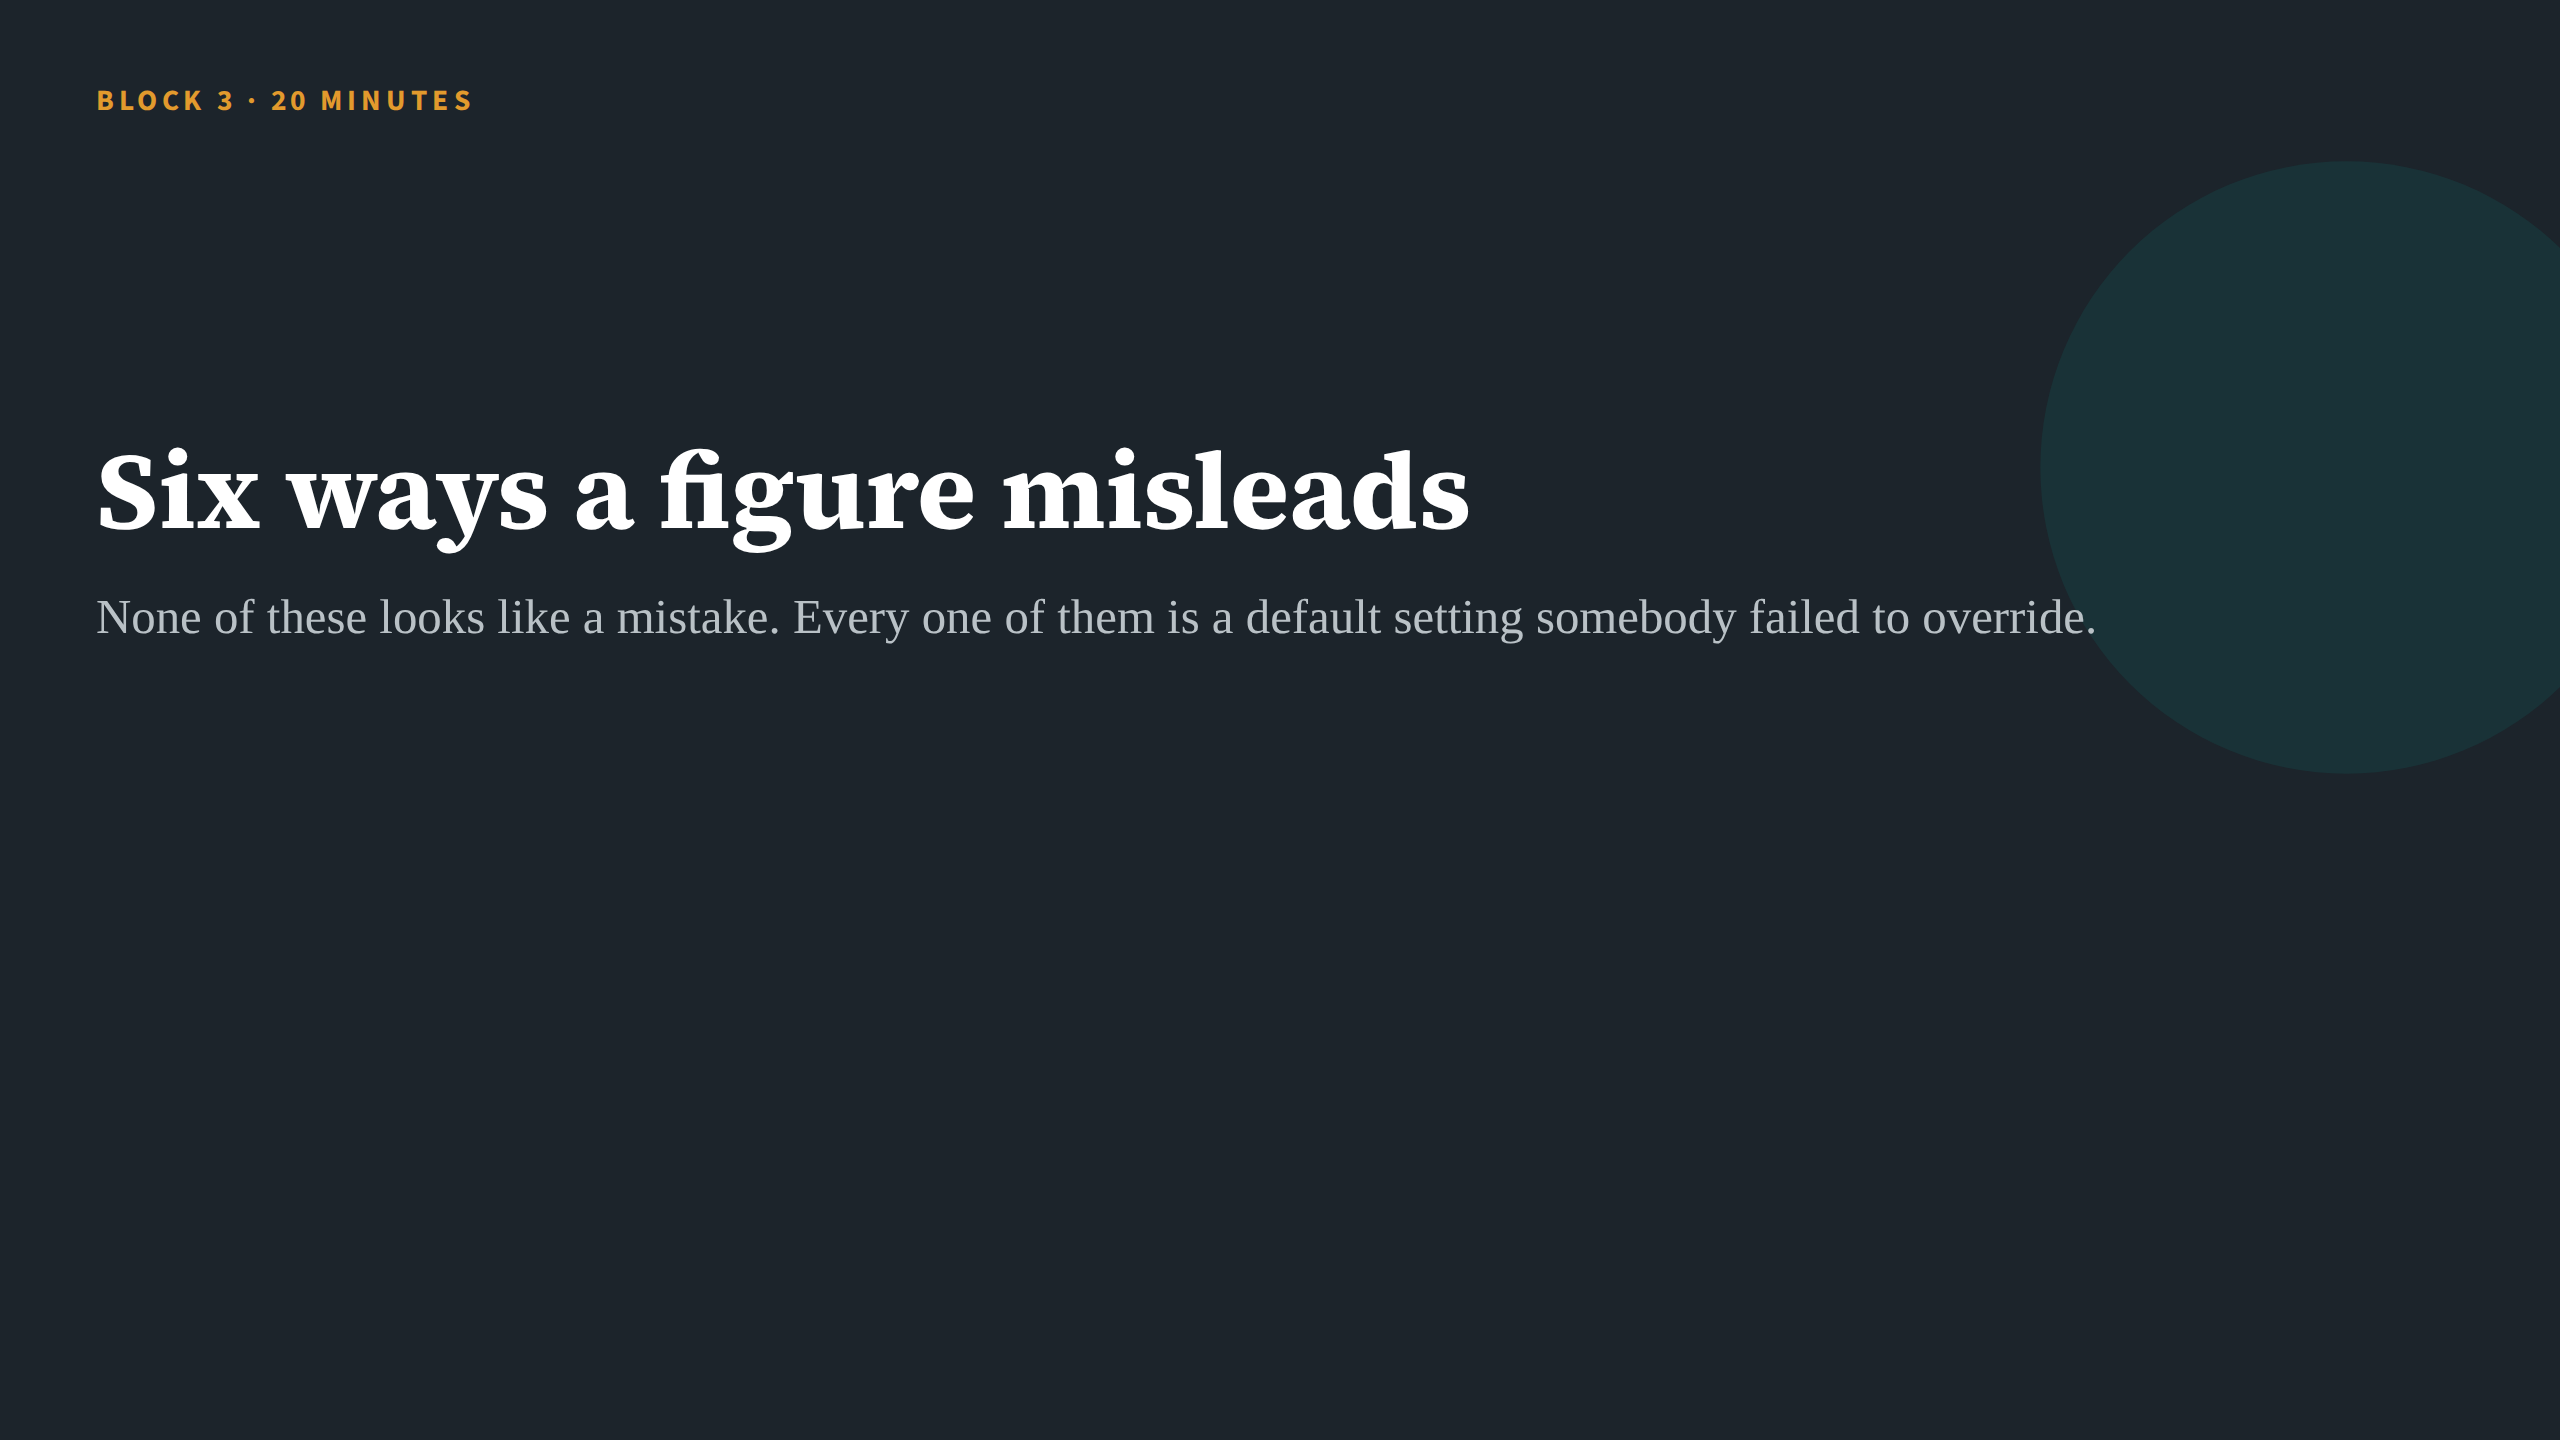 BLOCK 3 · 20 MINUTES
Six ways a figure misleads
None of these looks like a mistake. Every one of them is a default setting somebody failed to override.